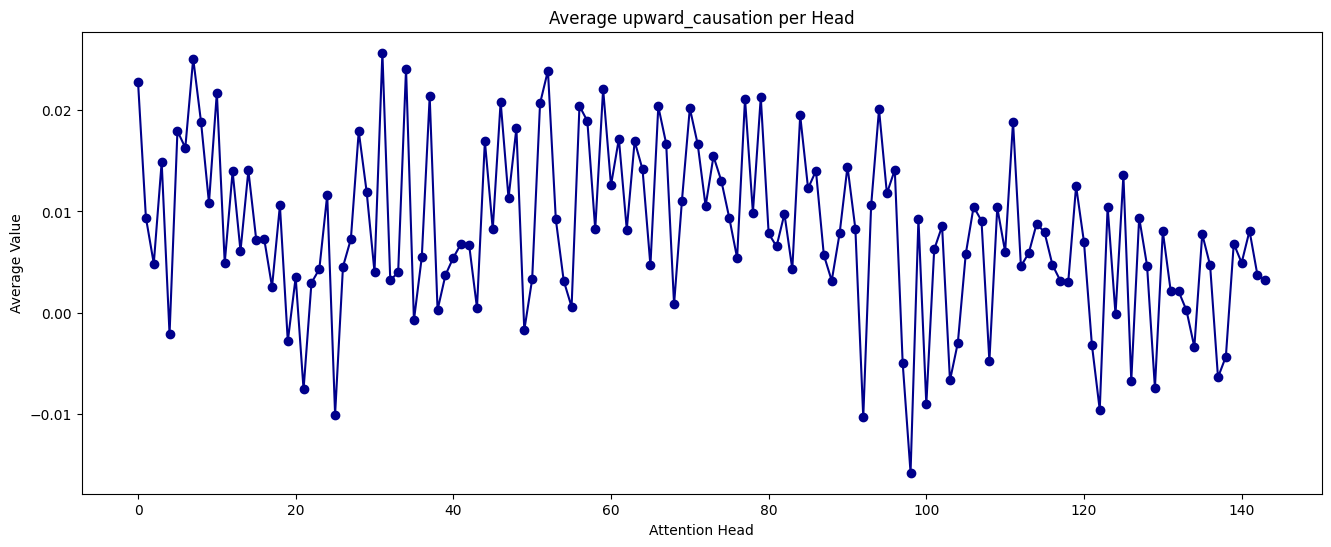 Average upward_causation per Head
Average Value
0.02
0.01
0.00
−0.01
0 20 40 60 80 100 120 140
Attention Head